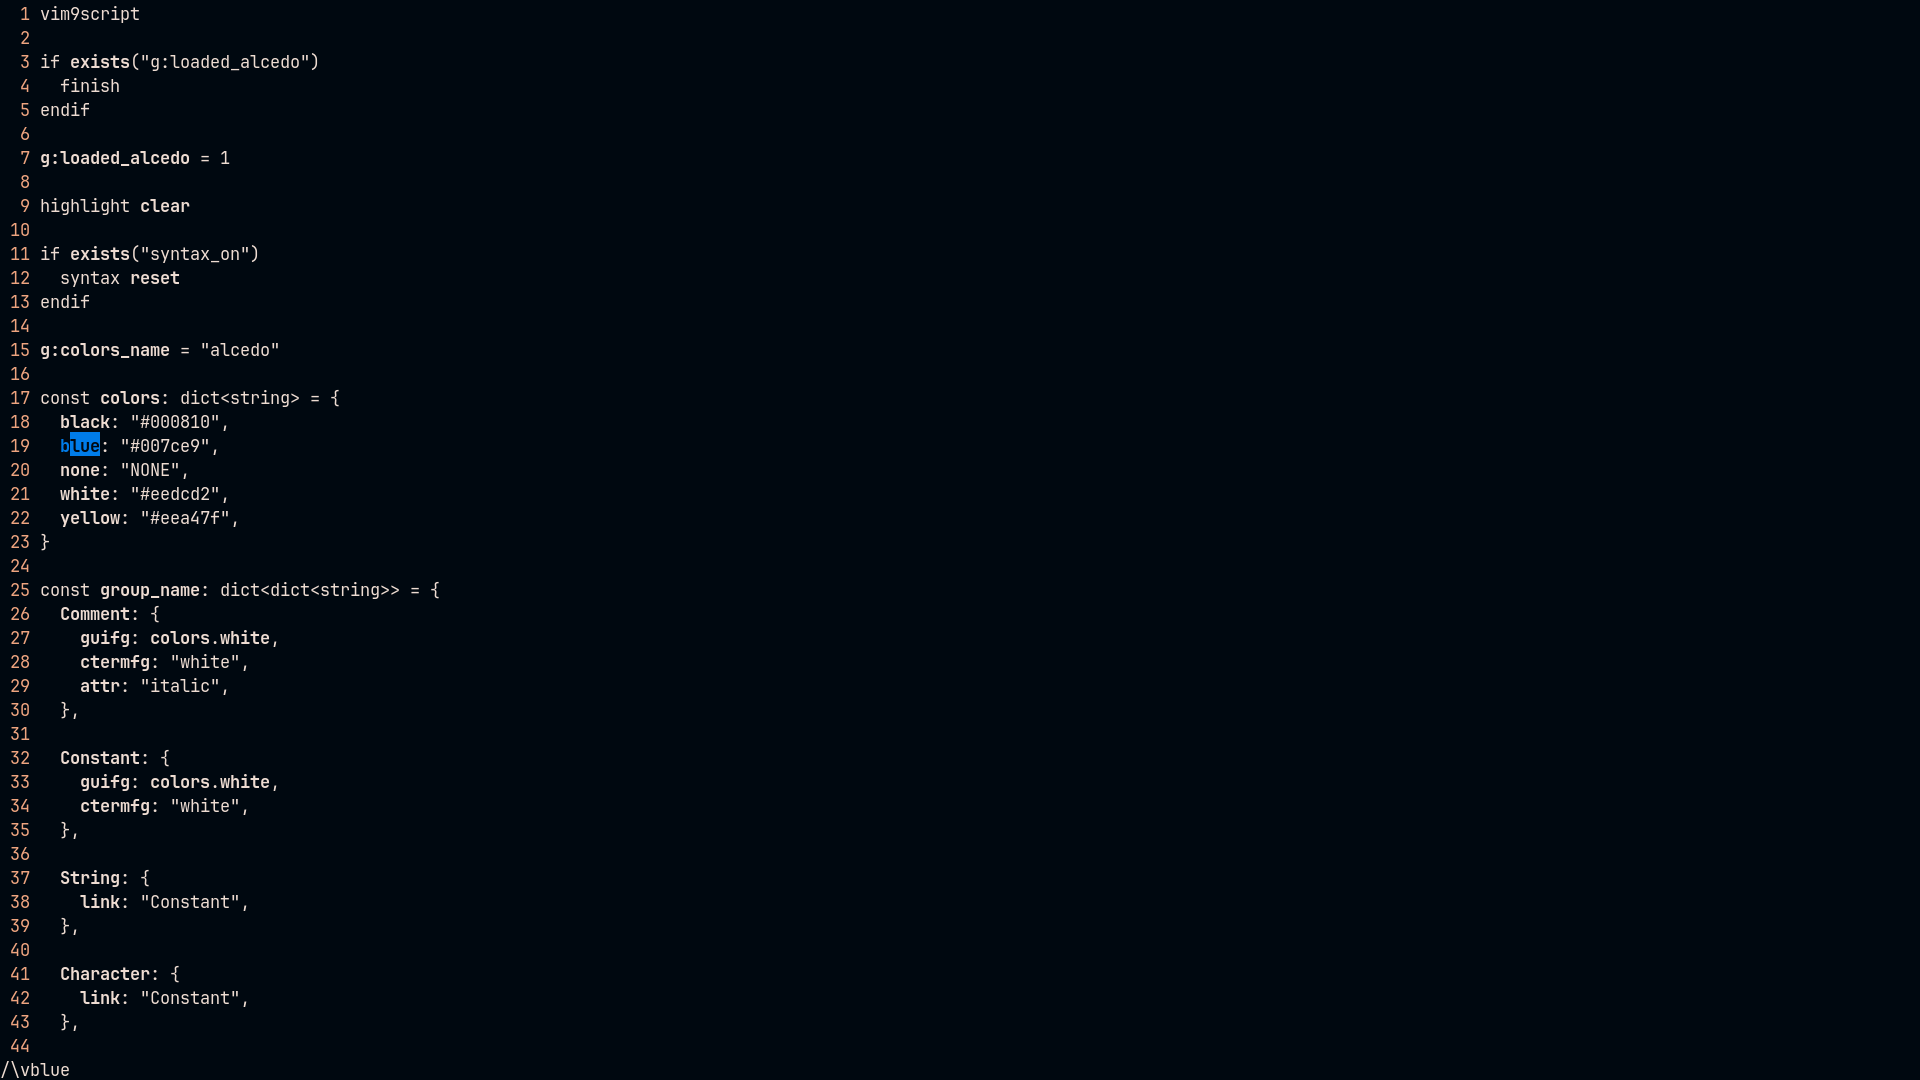 1 vim9script
2
3 if exists("g:loaded_alcedo")
4   finish
5 endif
6
7 g:loaded_alcedo = 1
8
9 highlight clear
10
11 if exists("syntax_on")
12   syntax reset
13 endif
14
15 g:colors_name = "alcedo"
16
17 const colors: dict<string> = {
18   black: "#000810",
19   blue: "#007ce9",
20   none: "NONE",
21   white: "#eedcd2",
22   yellow: "#eea47f",
23 }
24
25 const group_name: dict<dict<string>> = {
26   Comment: {
27     guifg: colors.white,
28     ctermfg: "white",
29     attr: "italic",
30   },
31
32   Constant: {
33     guifg: colors.white,
34     ctermfg: "white",
35   },
36
37   String: {
38     link: "Constant",
39   },
40
41   Character: {
42     link: "Constant",
43   },
44
/\vblue